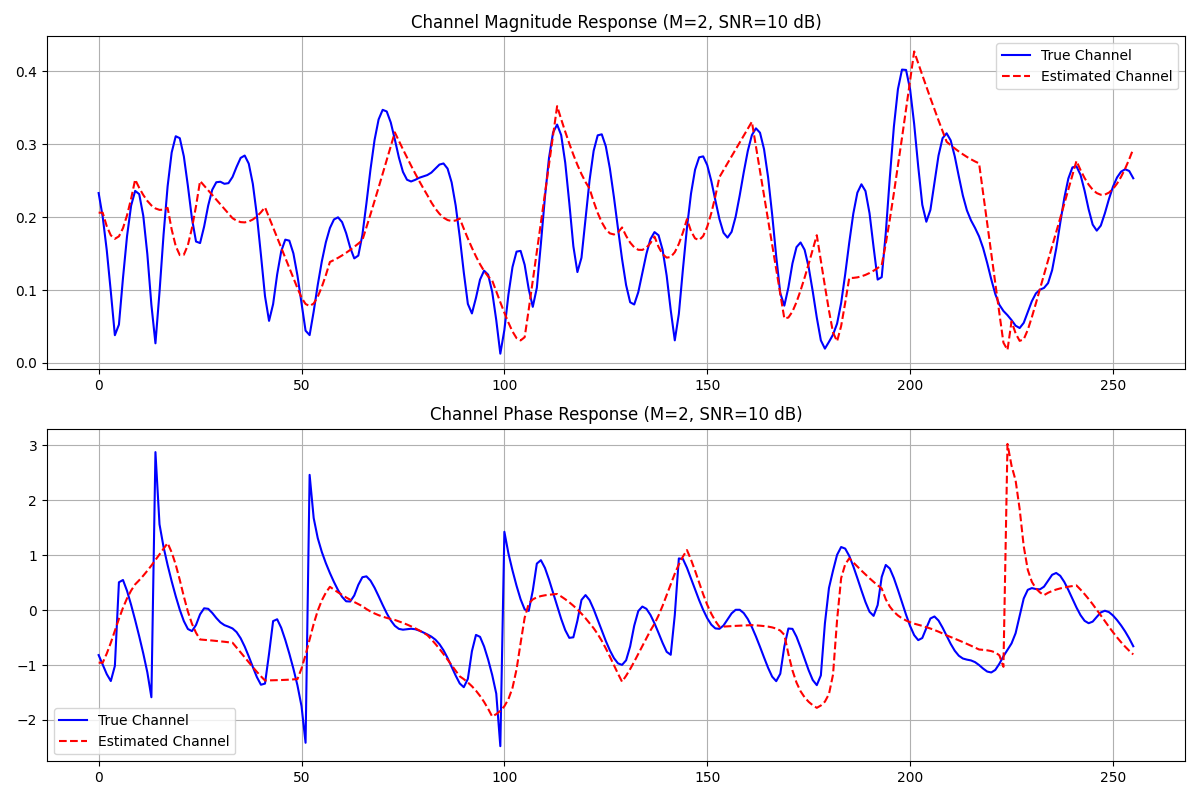 Channel Magnitude Response (M=2, SNR=10 dB)
True Channel
Estimated Channel
0.4
0.3
0.2
0.1
0.0
0 50 100 150 200 250
Channel Phase Response (M=2, SNR=10 dB)
3
2
1
0
−1
−2
True Channel
Estimated Channel
0 50 100 150 200 250